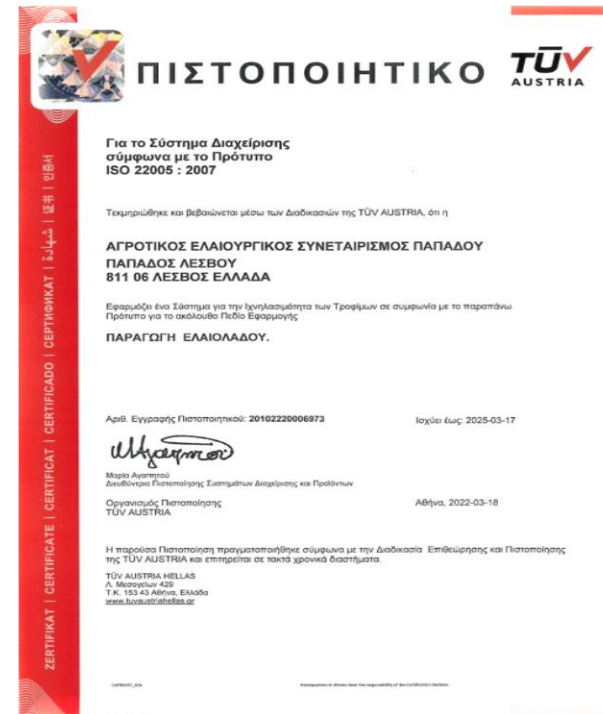 ΠΙΣΤΟΠΟΙΗΤΙΚΟ
TÜV
AUSTRIA
Για το Σύστημα Διαχείρισης
σύμφωνα με το Πρότυπο
ISO 22005 : 2007
Τεκμηριώθηκε και βεβαιώνεται μέσω των Διαδικασιών της TÜV AUSTRIA, ότι η
ΑΓΡΟΤΙΚΟΣ ΕΛΑΙΟΥΡΓΙΚΟΣ ΣΥΝΕΤΑΙΡΙΣΜΟΣ ΠΑΠΑΔΟΥ
ΠΑΠΑΔΟΣ ΛΕΣΒΟΥ
811 06 ΛΕΣΒΟΣ ΕΛΛΑΔΑ
Εφαρμόζει ένα Σύστημα για την Ιχνηλασιμότητα των Τροφίμων σε συμφωνία με το παραπάνω
Πρότυπο για το ακόλουθο Πεδίο Εφαρμογής
ΠΑΡΑΓΩΓΗ ΕΛΑΙΟΛΑΔΟΥ.
Αριθ. Εγγραφής Πιστοποιητικού: 20102220006973
Ισχύει έως: 2025-03-17
Μαρία Αγαπητού
Διευθύντρια Πιστοποίησης Συστημάτων Διαχείρισης και Προϊόντων
Οργανισμός Πιστοποίησης
TÜV AUSTRIA
Αθήνα, 2022-03-18
Η παρούσα Πιστοποίηση πραγματοποιήθηκε σύμφωνα με την Διαδικασία Επιθεώρησης και Πιστοποίησης
της TÜV AUSTRIA και επιτηρείται σε τακτά χρονικά διαστήματα.
TÜV AUSTRIA HELLAS
Λ. Μεσογείων 429
Τ.Κ. 153 43 Αθήνα, Ελλάδα
www.tuvaustriahellas.gr
ZERTIFIKAT | CERTIFICATE | CERTIFICAT | CERTIFICADO | СЕРТИФИКАТ | شهادة | 证书 | 인증서